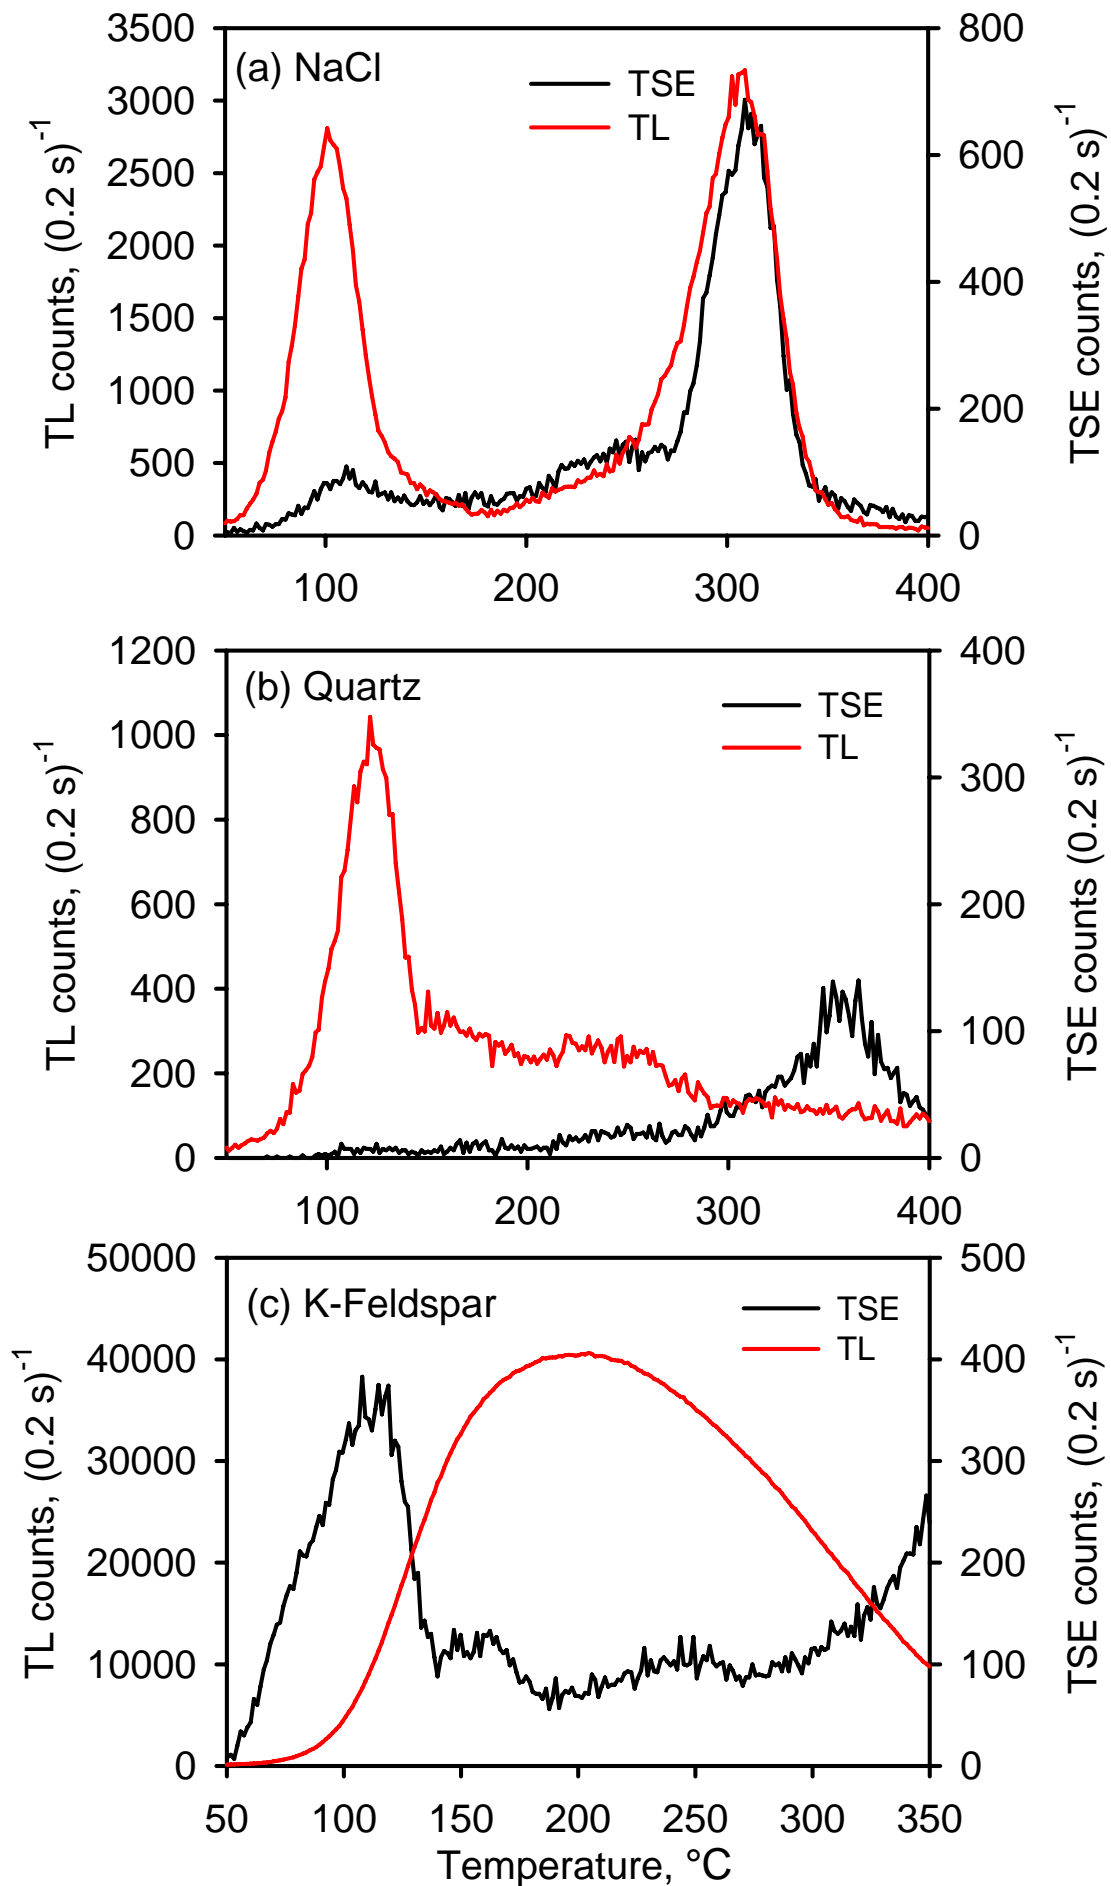 (a) NaCl
TSE
TL
3500
3000
2500
2000
1500
1000
500
0
TL counts, (0.2 s)⁻¹
800
600
400
200
0
TSE counts, (0.2 s)⁻¹
100 200 300 400
(b) Quartz
TSE
TL
1200
1000
800
600
400
200
0
TL counts, (0.2 s)⁻¹
400
300
200
100
0
TSE counts (0.2 s)⁻¹
100 200 300 400
(c) K-Feldspar
TSE
TL
50000
40000
30000
20000
10000
0
TL counts, (0.2 s)⁻¹
500
400
300
200
100
0
TSE counts, (0.2 s)⁻¹
50 100 150 200 250 300 350
Temperature, °C